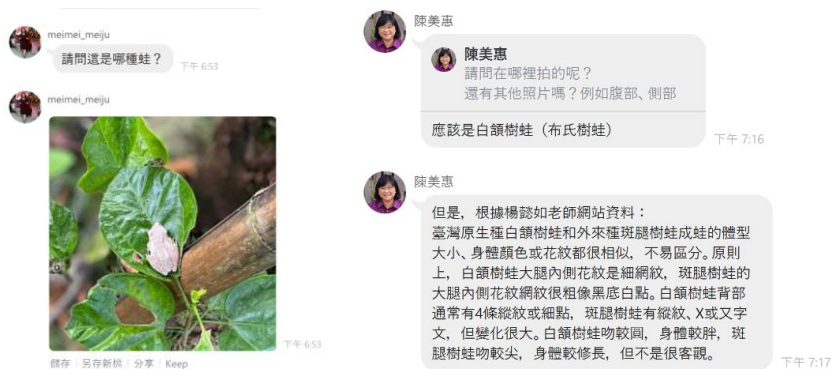 meimei_meiju
請問這是哪種蛙？
下午 6:53
meimei_meiju
下午 6:53
儲存 | 另存新檔 | 分享 | Keep
陳美惠
陳美惠
請問在哪裡拍的呢？
還有其他照片嗎？例如腹部、側部
應該是白頷樹蛙（布氏樹蛙）
下午 7:16
陳美惠
但是，根據楊懿如老師網站資料：
臺灣原生種白頷樹蛙和外來種斑腿樹蛙成蛙的體型
大小、身體顏色或花紋都很相似，不易區分。原則
上，白頷樹蛙大腿內側花紋是細網紋，斑腿樹蛙的
大腿內側花紋網紋很粗像黑底白點。白頷樹蛙背部
通常有4條縱紋或細點，斑腿樹蛙有縱紋、X或又字
文，但變化很大。白頷樹蛙吻較圓，身體較胖，斑
腿樹蛙吻較尖，身體較修長，但不是很客觀。
下午 7:17